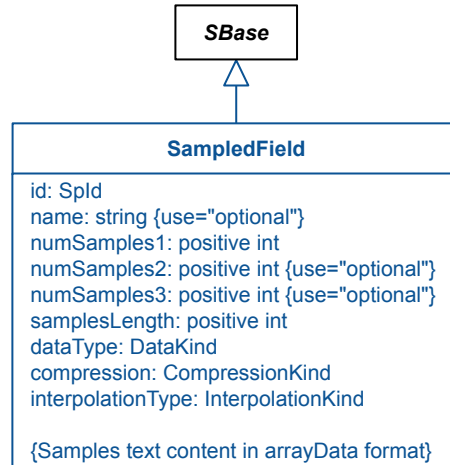 SBase
SampledField
id: SpId
name: string {use="optional"}
numSamples1: positive int
numSamples2: positive int {use="optional"}
numSamples3: positive int {use="optional"}
samplesLength: positive int
dataType: DataKind
compression: CompressionKind
interpolationType: InterpolationKind
{Samples text content in arrayData format}